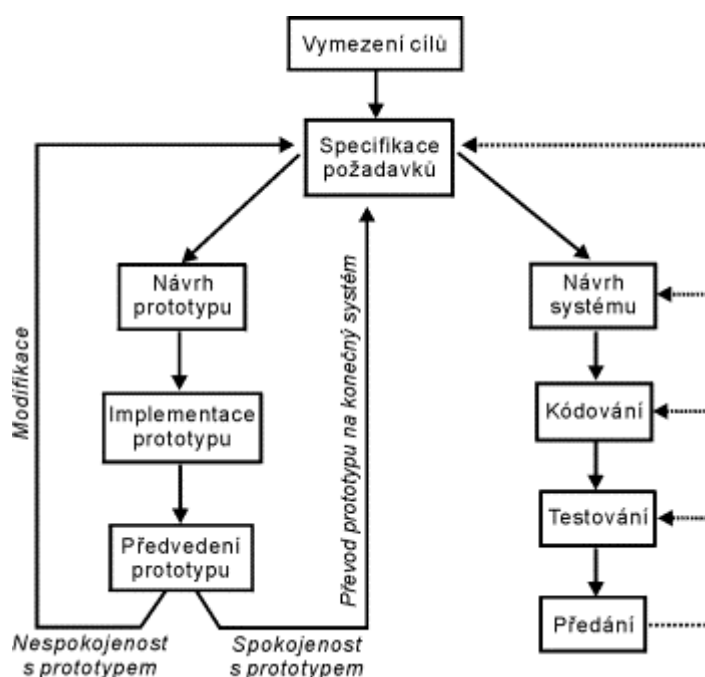 Vymezení cílů
Specifikace
požadavků
Návrh
prototypu
Implementace
prototypu
Předvedení
prototypu
Modifikace
Nespokojenost
s prototypem
Spokojenost
s prototypem
Převod prototypu na konečný systém
Návrh
systému
Kódování
Testování
Předání